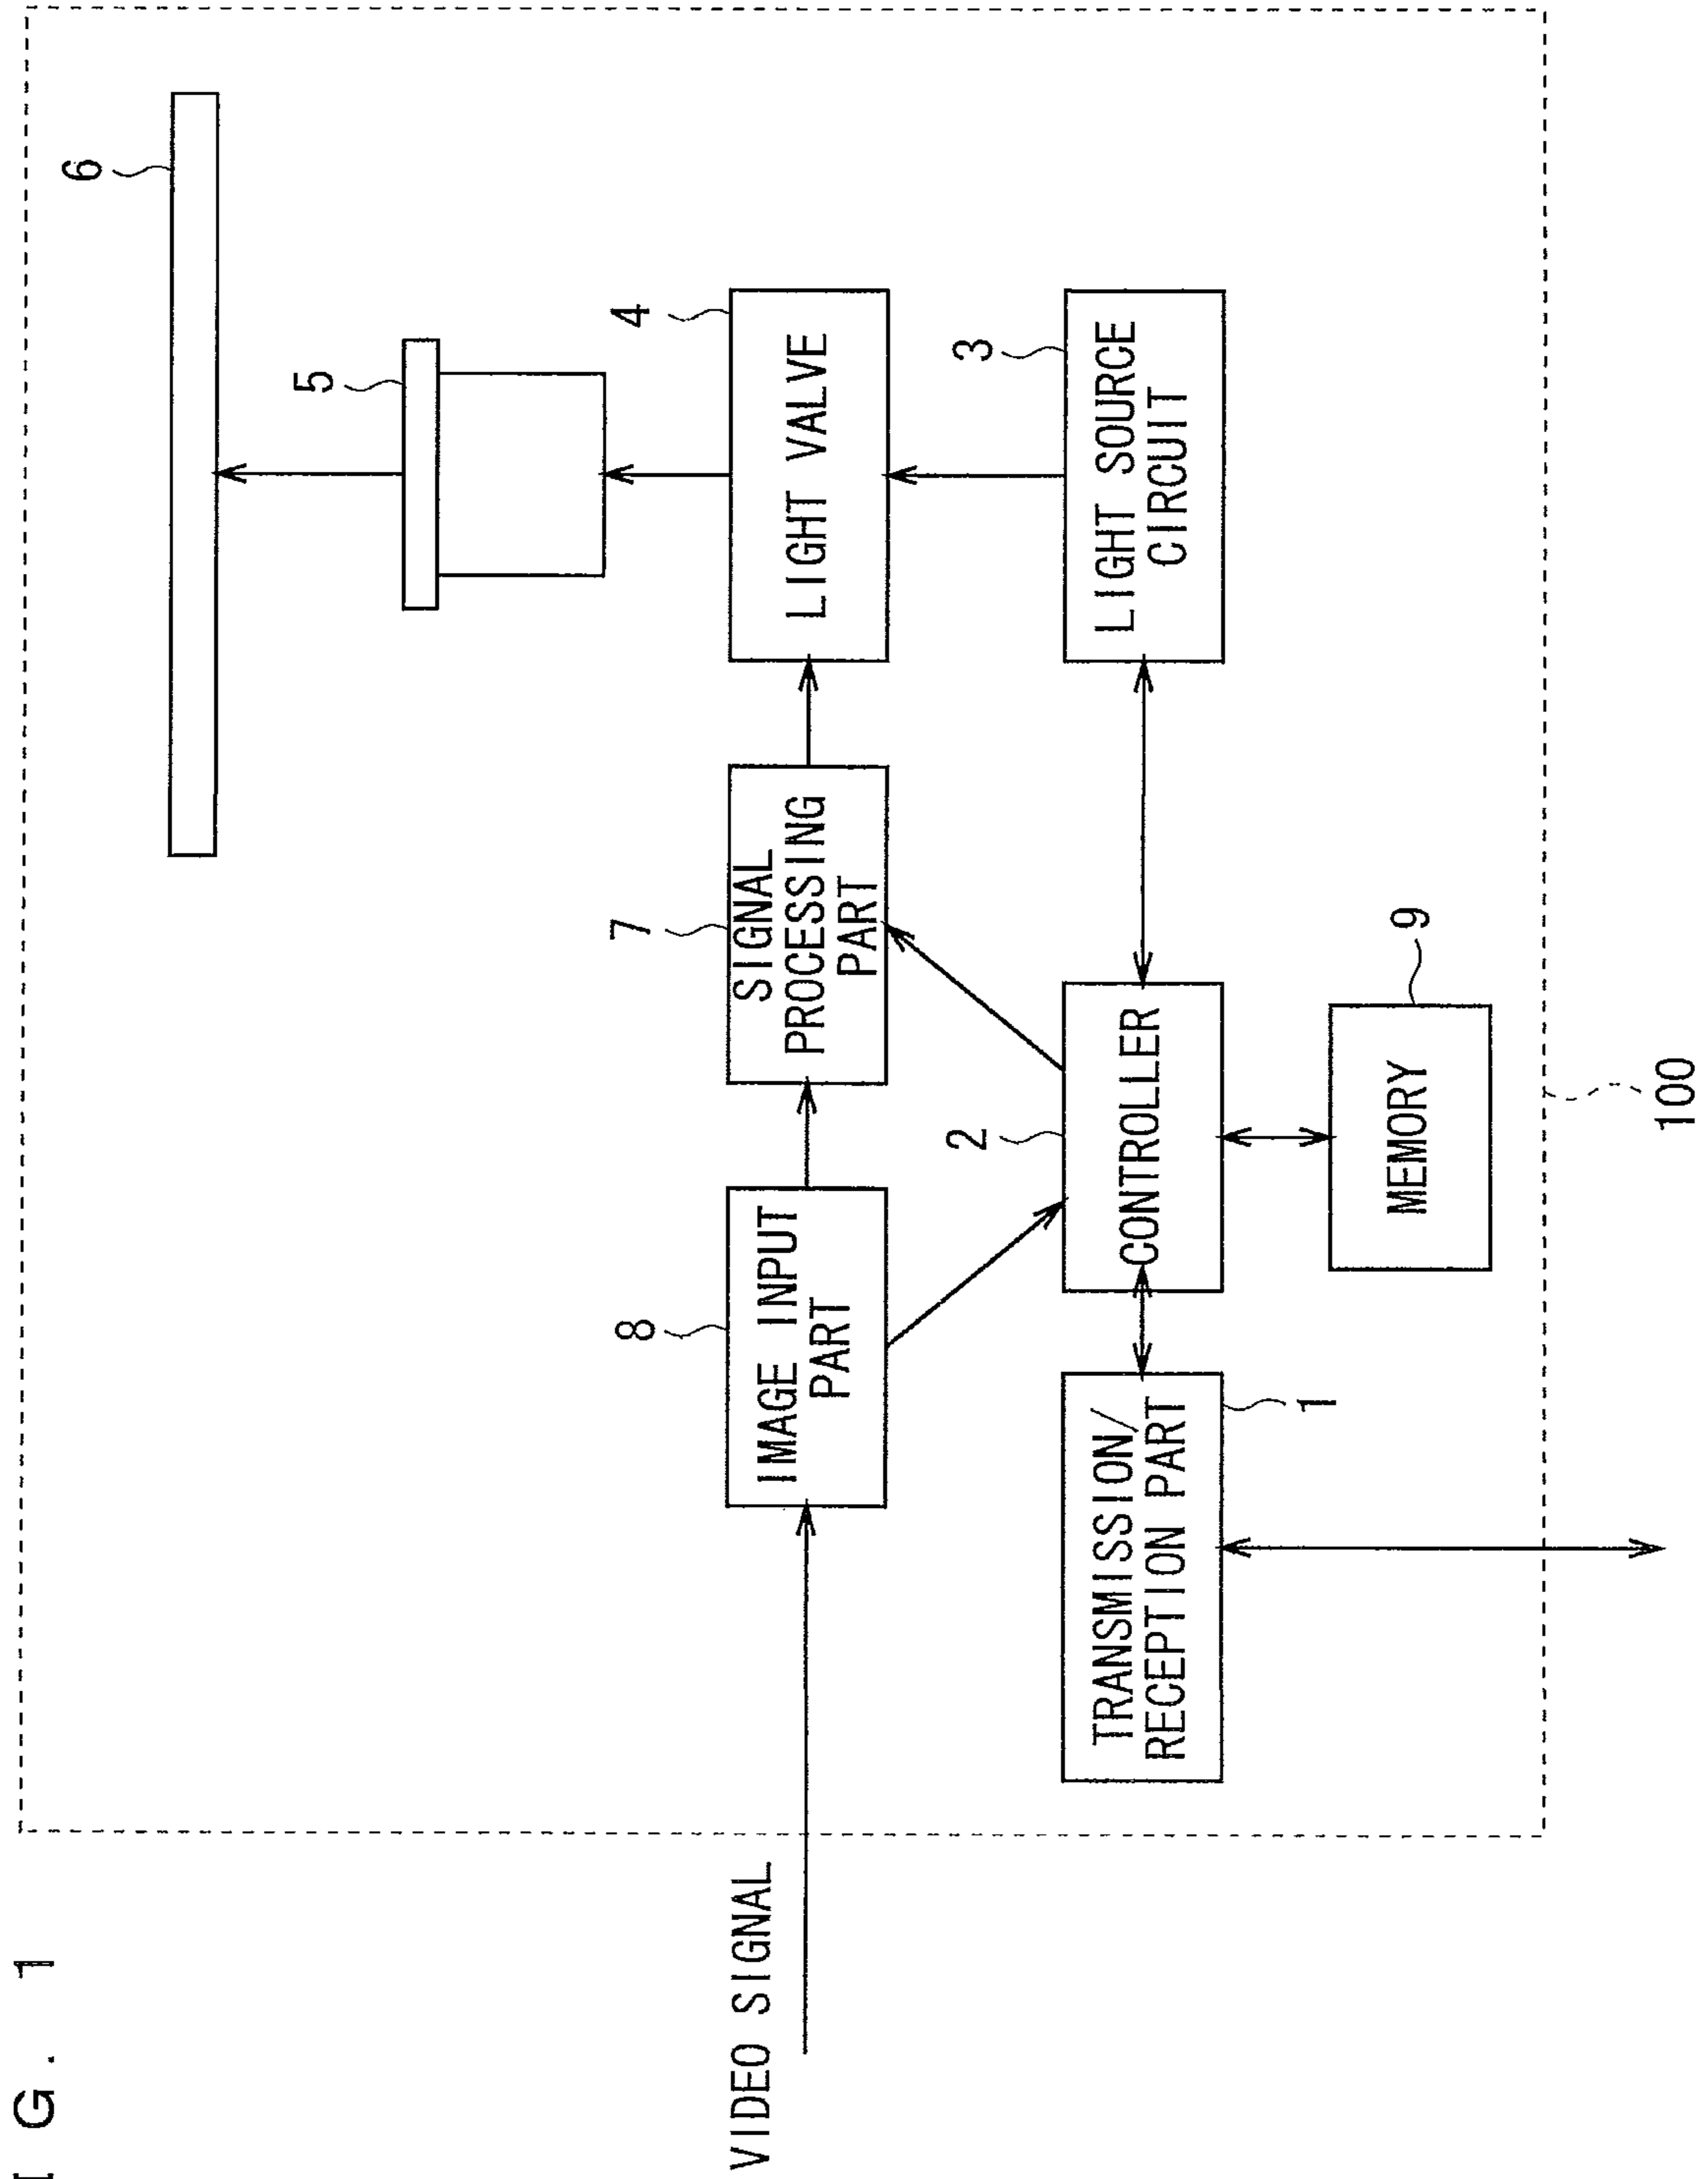 I G. 1
6
5
8
7
4
VIDEO SIGNAL
IMAGE INPUT
PART
SIGNAL
PROCESSING
PART
LIGHT VALVE
2
3
TRANSMISSION/
RECEPTION PART
CONTROLLER
LIGHT SOURCE
CIRCUIT
1
9
MEMORY
100